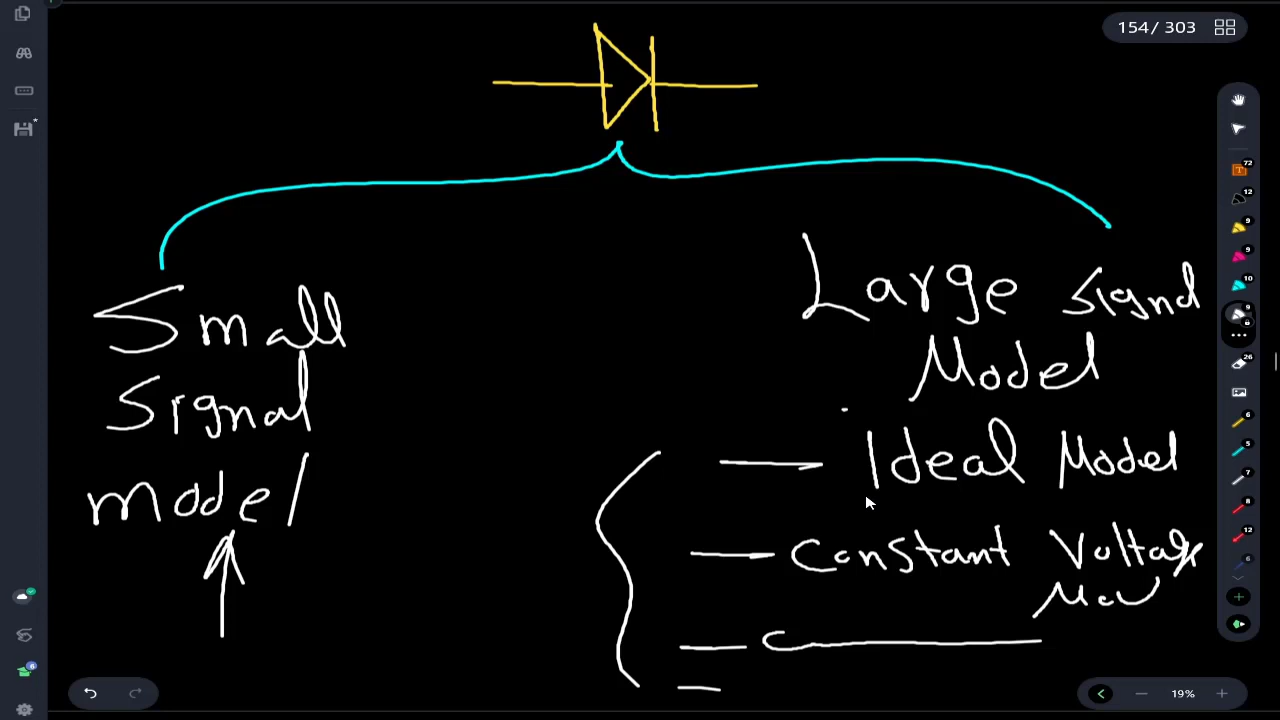 154 / 303
Small
Signal
model
Large Signal
Model
Ideal Model
Constant Voltage
19%